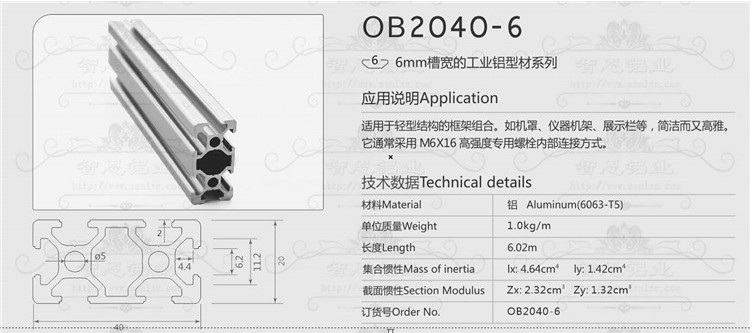 OB2040-6
6 6mm槽宽的工业铝型材系列
应用说明Application
适用于轻型结构的框架组合。如机罩、仪器机架、展示栏等，简洁而又高雅。
它通常采用 M6X16 高强度专用螺栓内部连接方式。
技术数据Technical details
材料Material 铝 Aluminum(6063-T5)
单位质量Weight 1.0kg/m
长度Length 6.02m
集合惯性Mass of inertia Ix: 4.64cm⁴ Iy: 1.42cm⁴
截面惯性Section Modulus Zx: 2.32cm³ Zy: 1.32cm³
订货号Order No. OB2040-6
2
ø5
4.4
6.2
11.2
20
40